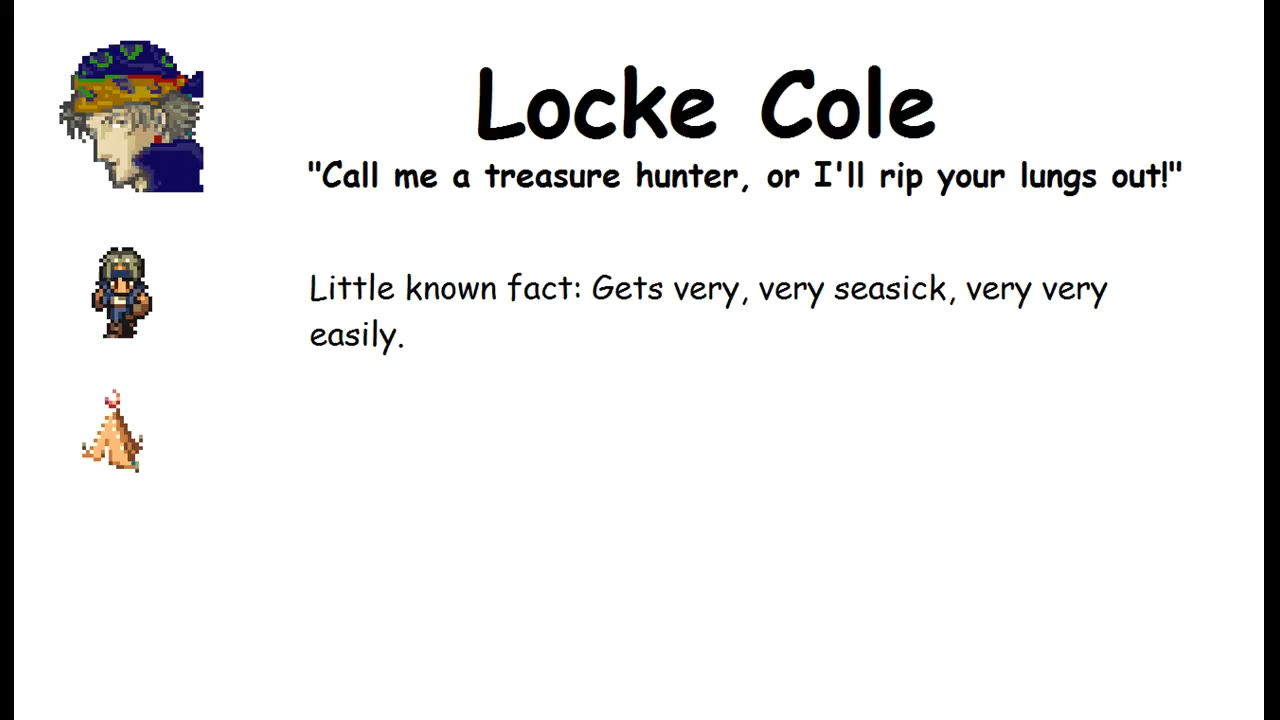 Locke Cole
"Call me a treasure hunter, or I'll rip your lungs out!"
Little known fact: Gets very, very seasick, very very
easily.